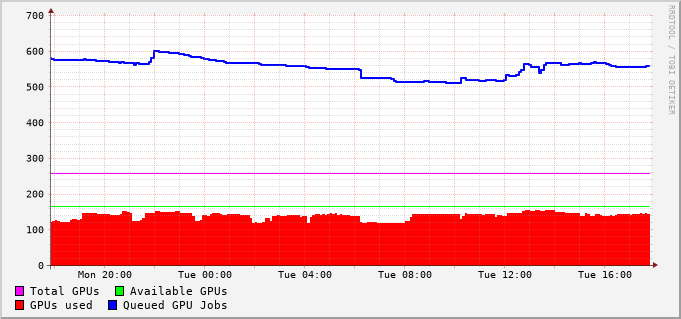 RRDTOOL / TOBI OETIKER
700
600
500
400
300
200
100
0
Mon 20:00 Tue 00:00 Tue 04:00 Tue 08:00 Tue 12:00 Tue 16:00
Total GPUs Available GPUs
GPUs used Queued GPU Jobs